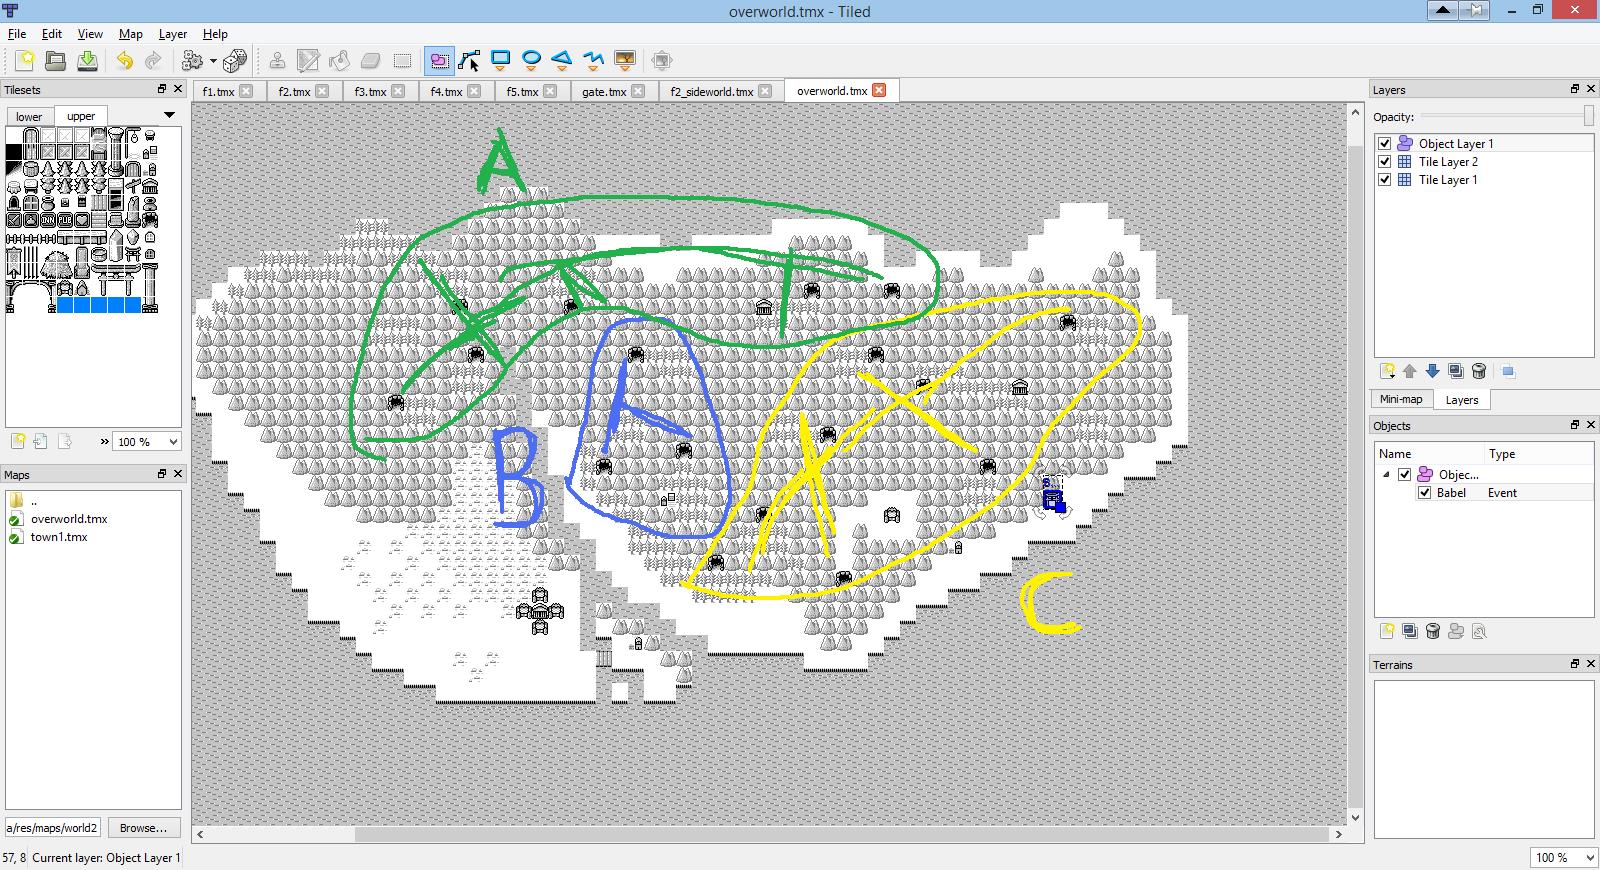 overworld.tmx - Tiled
File Edit View Map Layer Help
Tilesets
f1.tmx f2.tmx f3.tmx f4.tmx f5.tmx gate.tmx f2_sideworld.tmx overworld.tmx
Layers
lower upper
Opacity:
Object Layer 1
Tile Layer 2
Tile Layer 1
A
Mini-map Layers
Objects
» 100 %
Name Type
B
Maps
Objec...
..
Babel Event
overworld.tmx
town1.tmx
C
Terrains
a/res/maps/world2 Browse...
57, 8 Current layer: Object Layer 1
100 %